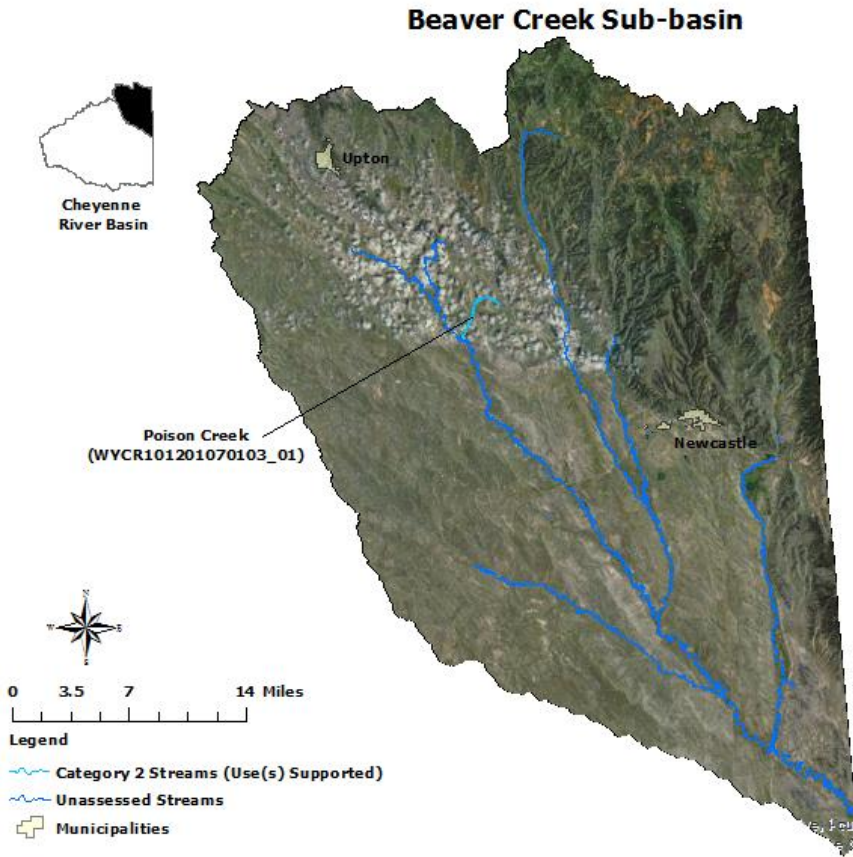 Beaver Creek Sub-basin
Upton
Cheyenne
River Basin
Poison Creek
(WYCR101201070103_01)
Newcastle
N
W
E
S
0 3.5 7 14 Miles
Legend
Category 2 Streams (Use(s) Supported)
Unassessed Streams
Municipalities